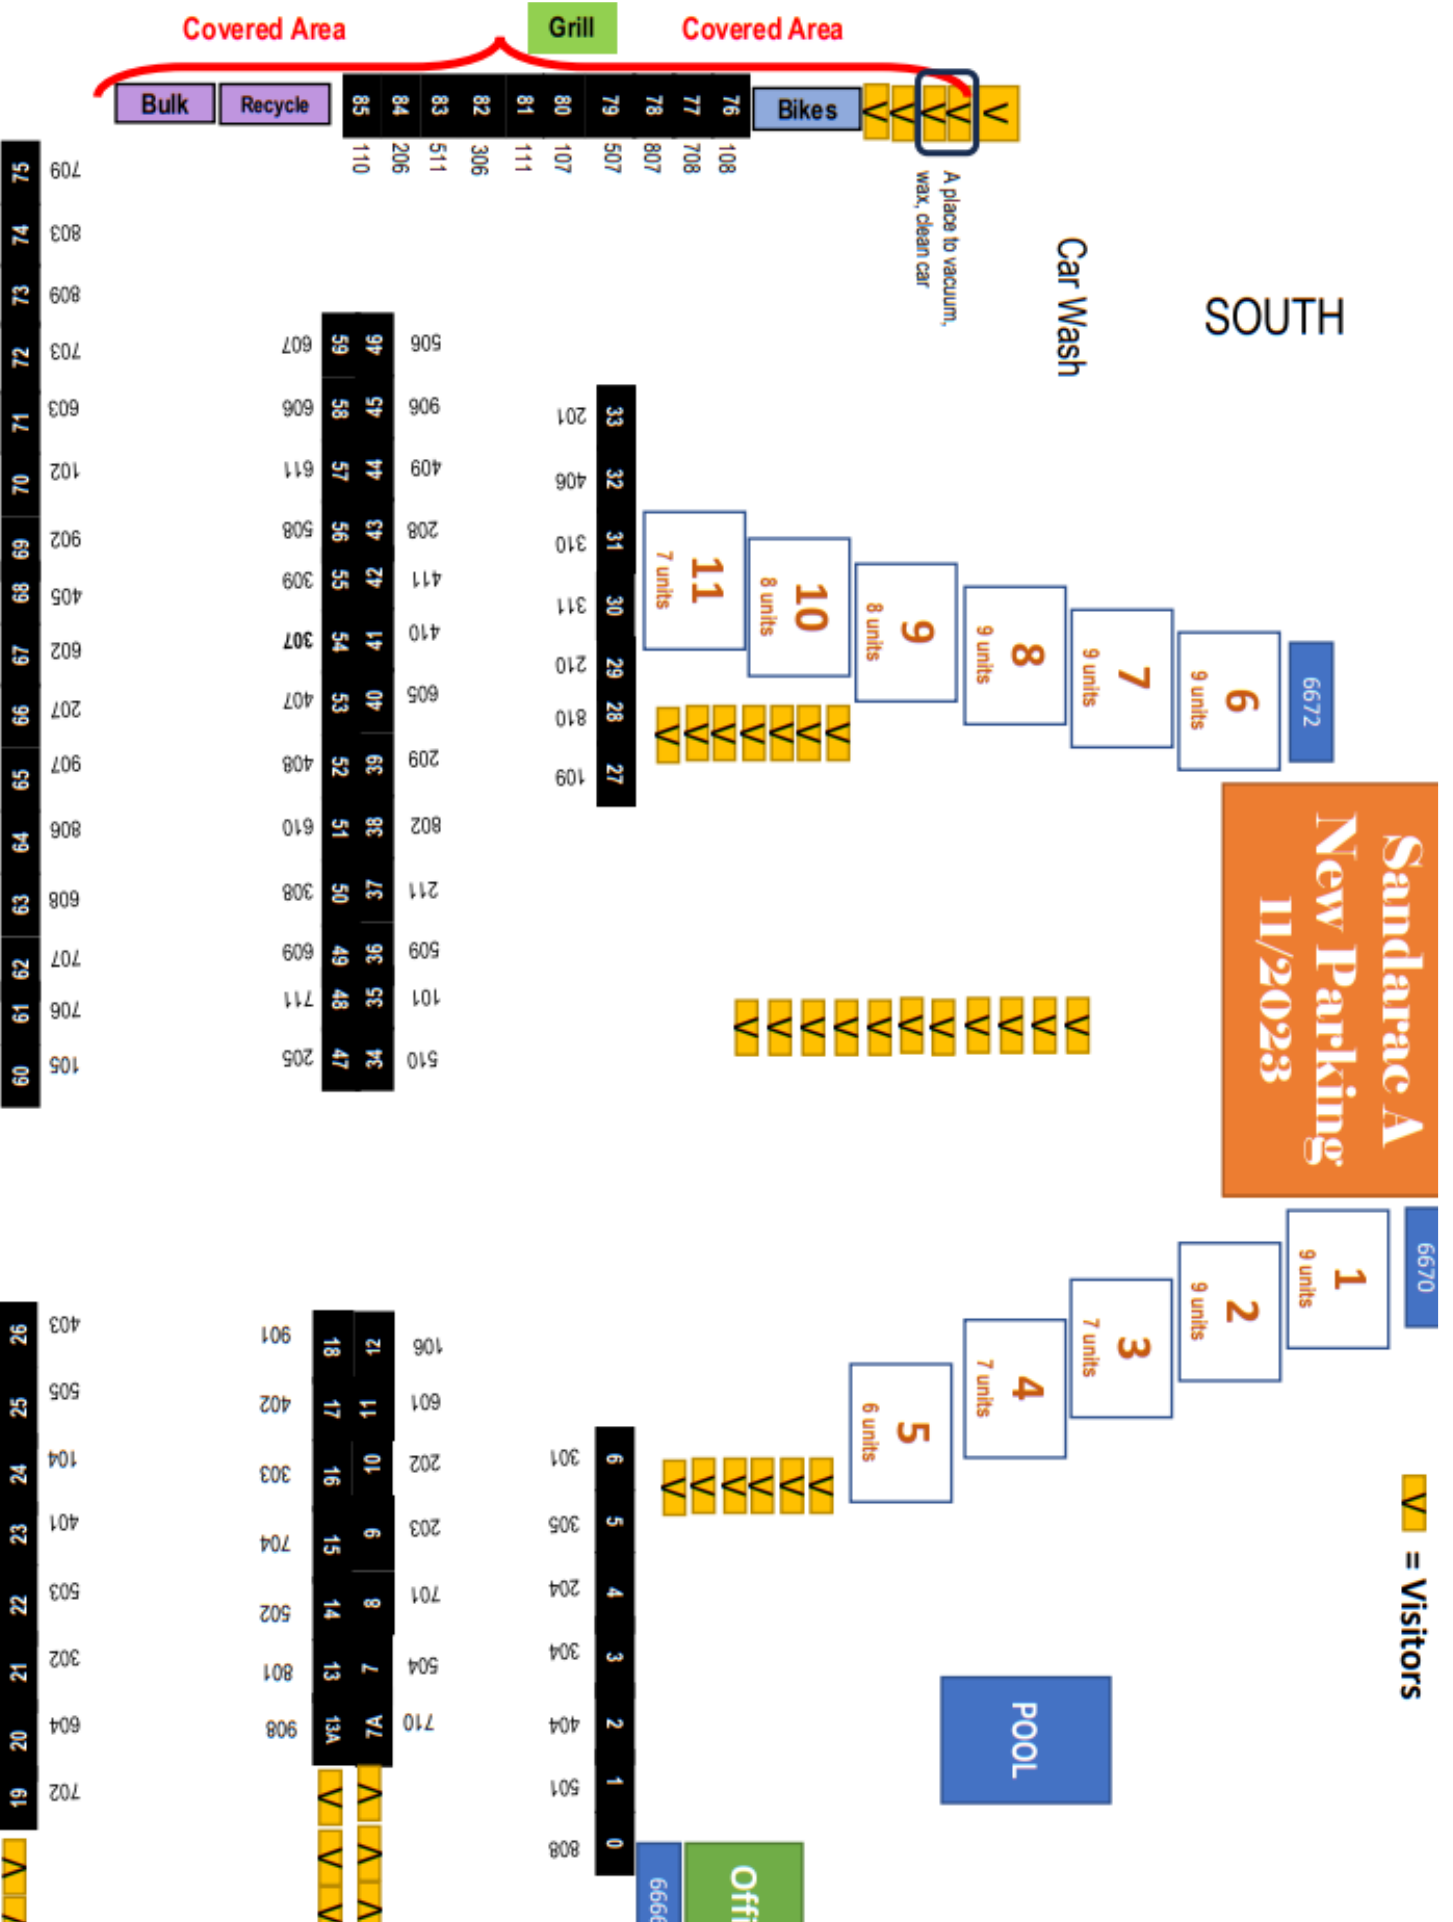 Covered Area
Grill
Covered Area
Bulk
Recycle
85
84
83
82
81
80
79
78
77
76
Bikes
V
V
V
V
V
110
206
511
306
111
107
507
807
708
108
A place to vacuum,
wax, clean car
Car Wash
SOUTH
75 709
74 803
73 809
72 703
71 603
70 102
69 902
68 405
67 602
66 207
65 907
64 806
63 608
62 707
61 706
60 105
607 59 46 506
606 58 45 906
611 57 44 409
508 56 43 208
309 55 42 411
307 54 41 410
407 53 40 605
408 52 39 209
610 51 38 802
308 50 37 211
609 49 36 509
711 48 35 101
205 47 34 510
201 33
406 32
310 31
311 30
210 29
810 28
109 27
11
7 units
10
8 units
9
8 units
8
9 units
7
9 units
6
9 units
6672
V
V
V
V
V
V
V
Sandarac A
New Parking
11/2023
V
V
V
V
V
V
V
V
V
V
V
6670
1
9 units
2
9 units
3
7 units
4
7 units
5
6 units
V
V
V
V
V
V
V = Visitors
26 403
25 505
24 104
23 401
22 503
21 302
20 604
19 702
V
V
901 18 12 106
402 17 11 601
303 16 10 202
704 15 9 203
502 14 8 701
801 13 7 504
908 13A 7A 710
V V
V V
V V
301 6
305 5
204 4
304 3
404 2
501 1
808 0
POOL
6666
Offi